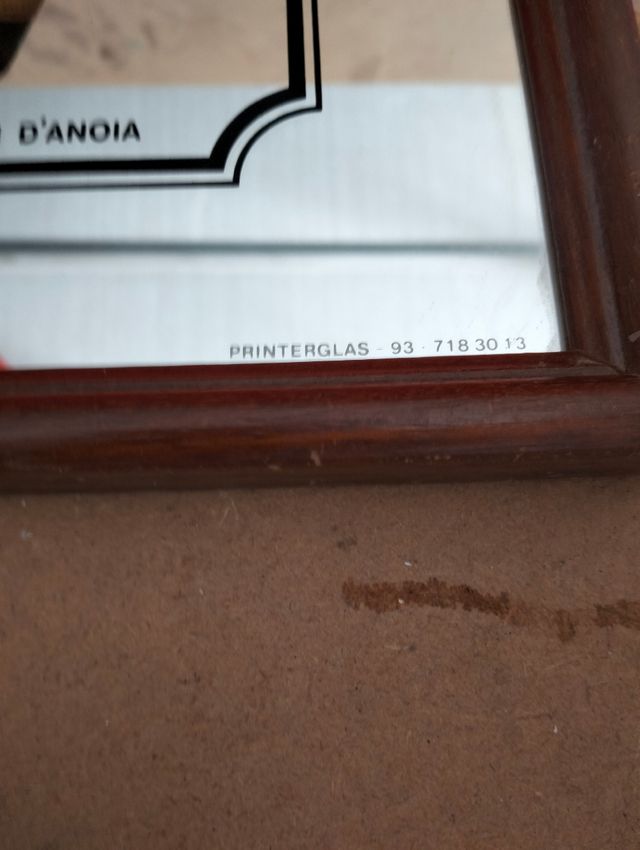 D'ANOIA
PRINTERGLAS - 93 - 718 30 13